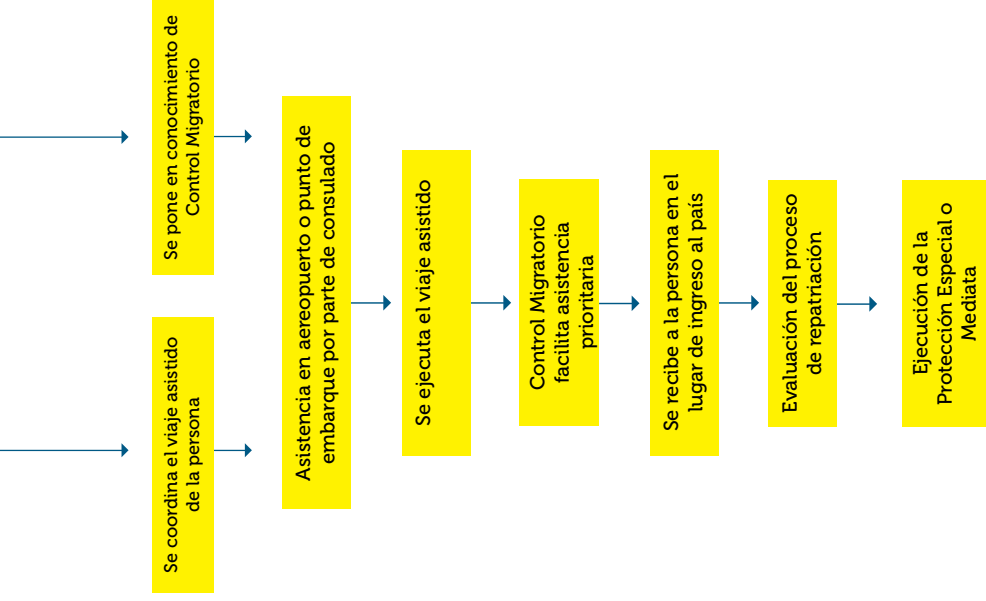 Se coordina el viaje asistido
de la persona
Se pone en conocimiento de
Control Migratorio
Asistencia en aereopuerto o punto de
embarque por parte de consulado
Se ejecuta el viaje asistido
Control Migratorio
facilita asistencia
prioritaria
Se recibe a la persona en el
lugar de ingreso al país
Evaluación del proceso
de repatriación
Ejecución de la
Protección Especial o
Mediata